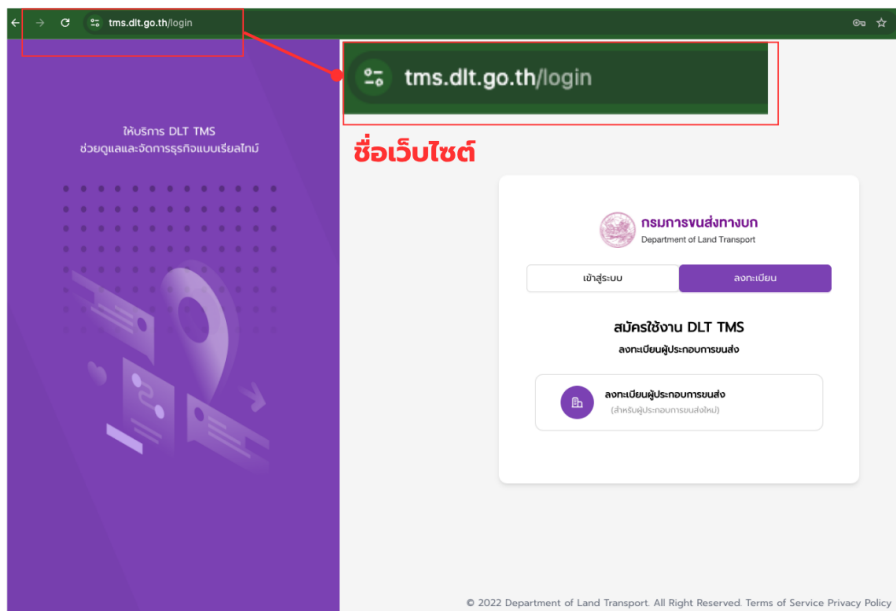 tms.dlt.go.th/login
tms.dlt.go.th/login
ชื่อเว็บไซต์
ให้บริการ DLT TMS
ช่วยดูแลและจัดการธุรกิจแบบเรียลไทม์
กรมการขนส่งทางบก
Department of Land Transport
เข้าสู่ระบบ
ลงทะเบียน
สมัครใช้งาน DLT TMS
ลงทะเบียนผู้ประกอบการขนส่ง
ลงทะเบียนผู้ประกอบการขนส่ง
(สำหรับผู้ประกอบการขนส่งใหม่)
© 2022 Department of Land Transport. All Right Reserved. Terms of Service Privacy Policy